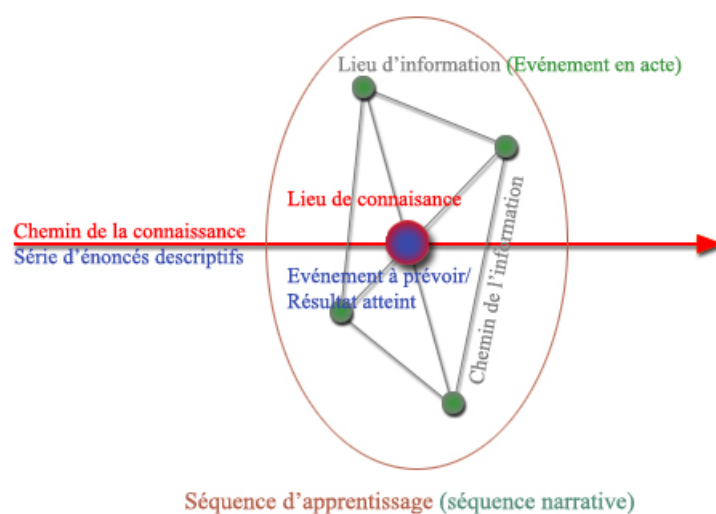 Lieu d'information (Evénement en acte)
Lieu de connaisance
Chemin de la connaissance
Série d'énoncés descriptifs
Evénement à prévoir/
Résultat atteint
Chemin de l'information
Séquence d'apprentissage (séquence narrative)